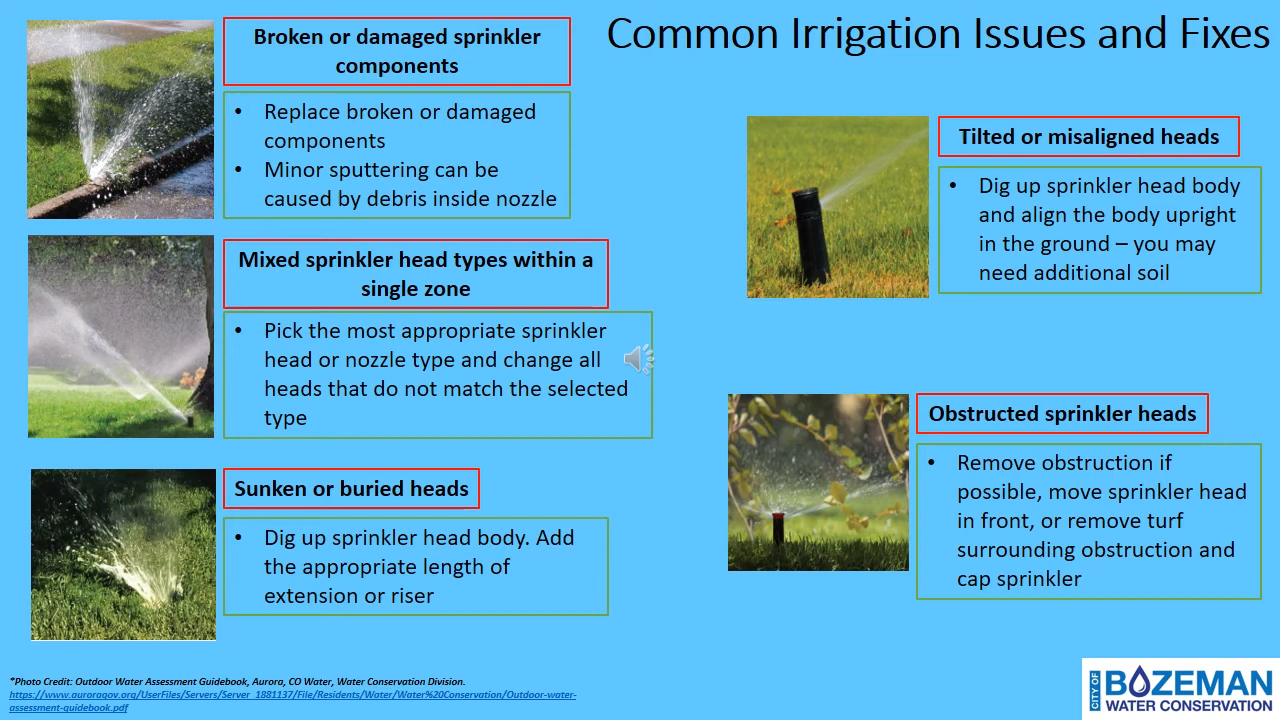 Common Irrigation Issues and Fixes
Broken or damaged sprinkler
components
• Replace broken or damaged
components
• Minor sputtering can be
caused by debris inside nozzle
Mixed sprinkler head types within a
single zone
• Pick the most appropriate sprinkler
head or nozzle type and change all
heads that do not match the selected
type
Sunken or buried heads
• Dig up sprinkler head body. Add
the appropriate length of
extension or riser
Tilted or misaligned heads
• Dig up sprinkler head body
and align the body upright
in the ground – you may
need additional soil
Obstructed sprinkler heads
• Remove obstruction if
possible, move sprinkler head
in front, or remove turf
surrounding obstruction and
cap sprinkler
*Photo Credit: Outdoor Water Assessment Guidebook, Aurora, CO Water, Water Conservation Division.
https://www.auroragov.org/UserFiles/Servers/Server_1881137/File/Residents/Water/Water%20Conservation/Outdoor-water-
assessment-guidebook.pdf
CITY OF
BOZEMAN
WATER CONSERVATION